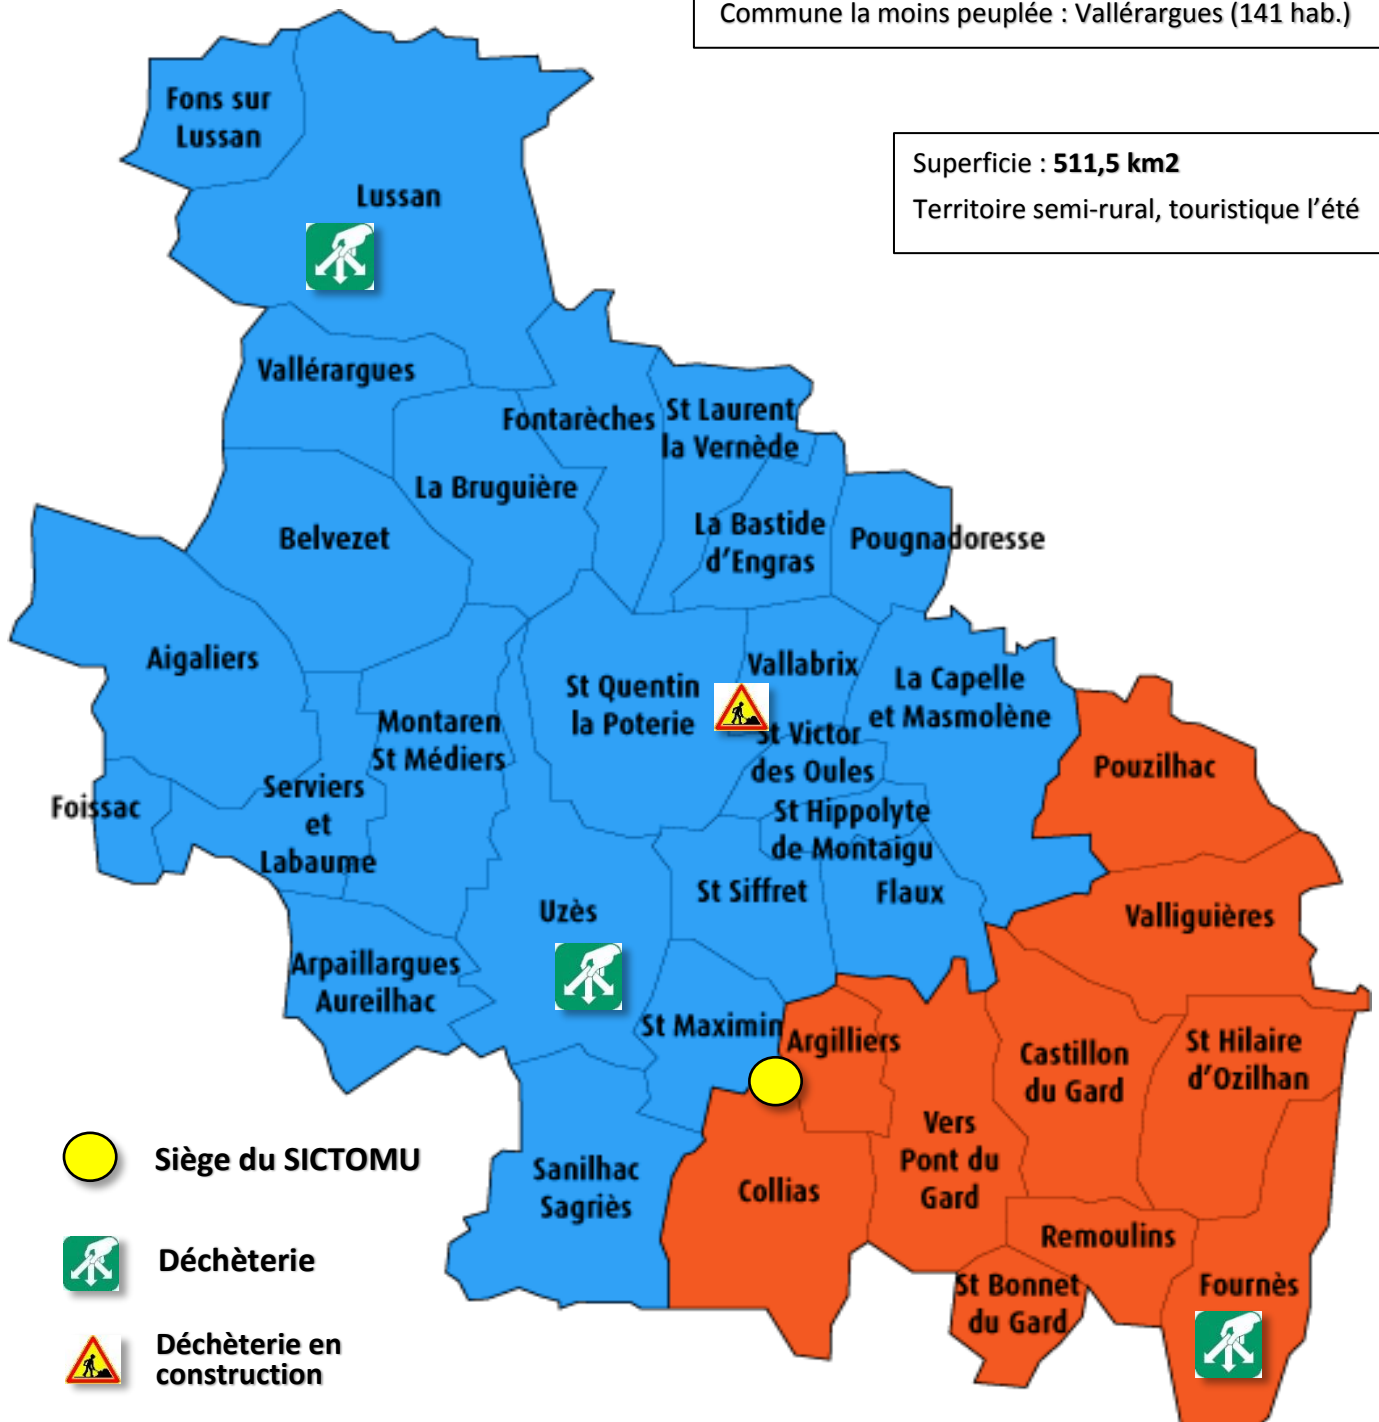 Commune la moins peuplée : Vallérargues (141 hab.)
Superficie : 511,5 km2
Territoire semi-rural, touristique l’été
Fons sur
Lussan
Lussan
Vallérargues
Fontarèches
St Laurent
la Vernède
La Bruguière
Belvezet
La Bastide
d’Engras
Pougnadoresse
Aigaliers
St Quentin
la Poterie
Vallabrix
La Capelle
et Masmolène
Montaren
St Médiers
St Victor
des Oules
Pouzilhac
Foissac
Serviers
et
Labaume
St Hippolyte
de Montaigu
St Siffret
Flaux
Uzès
Valliguières
Arpaillargues
Aureilhac
St Maximin
Argilliers
Castillon
du Gard
St Hilaire
d’Ozilhan
Vers
Pont du
Gard
Sanilhac
Sagriès
Collias
Remoulins
St Bonnet
du Gard
Fournès
Siège du SICTOMU
Déchèterie
Déchèterie en
construction